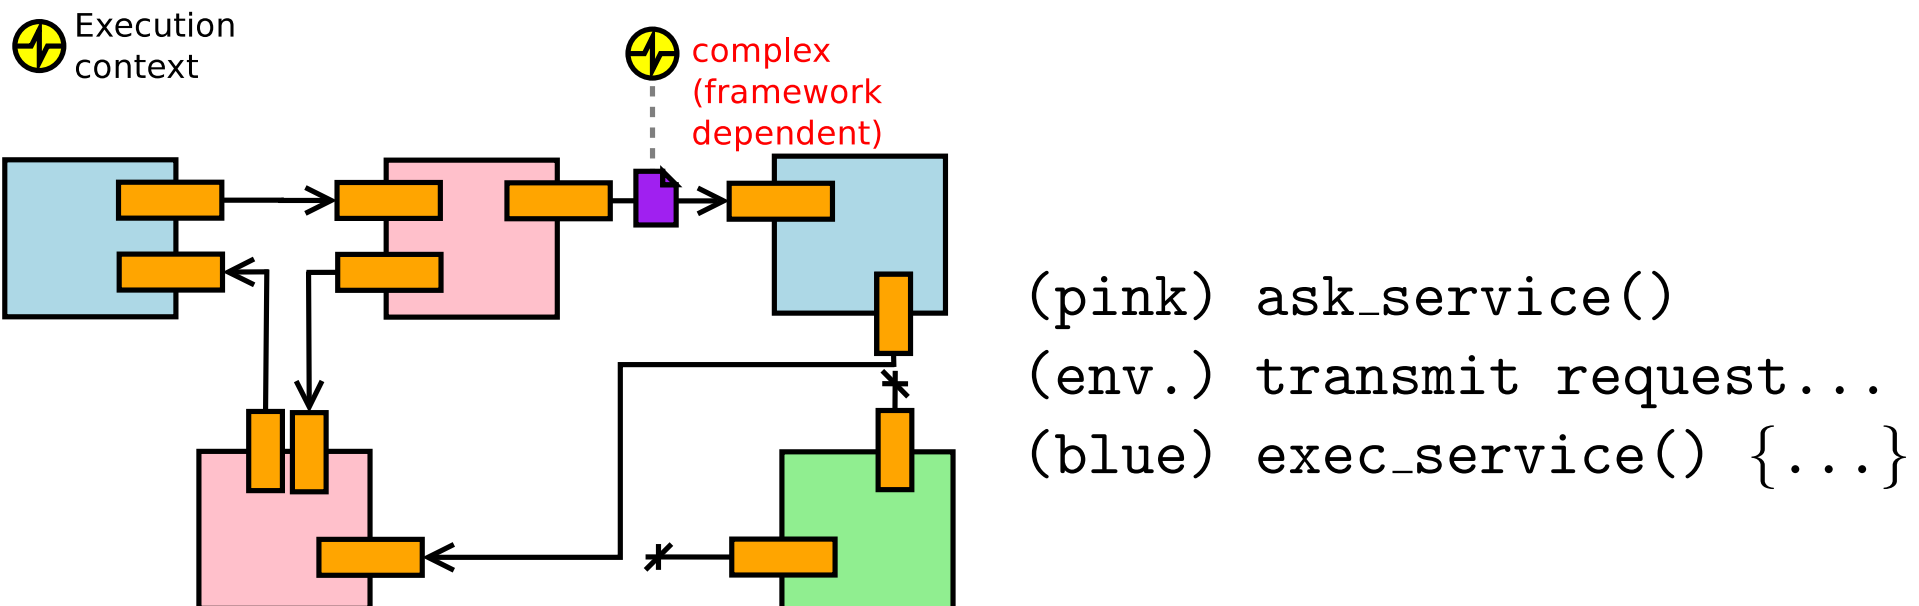 Execution
context
complex
(framework
dependent)
(pink) ask_service()
(env.) transmit request...
(blue) exec_service() {...}